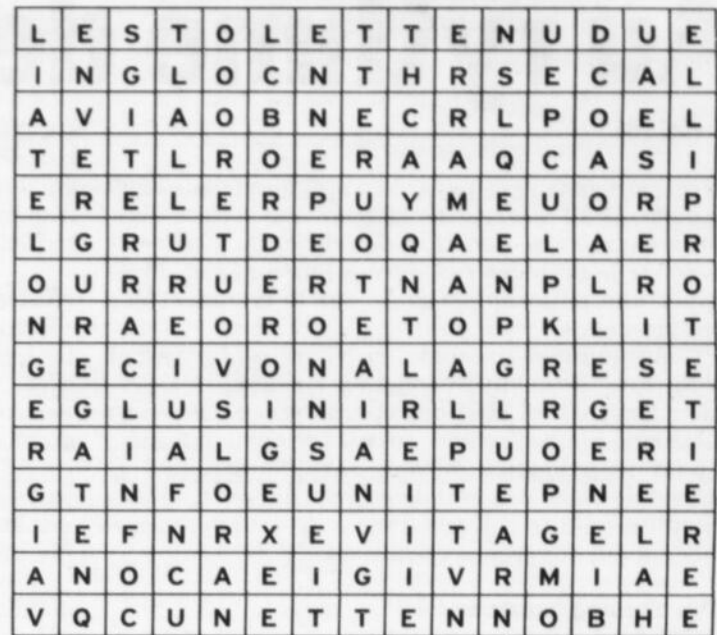 L E S T O L E T T E N U D U E
I N G L O C N T H R S E C A L
A V I A O B N E C R L P O E L
T E T L R O E R A A Q C A S I
E R E L E R P U Y M E U O R P
L G R U T D E O Q A E L A E R
O U R R U E R T N A N P L R O
N R A E O R O E T O P K L I T
G E C I V O N A L A G R E S E
E G L U S I N I R L L R G E T
R A I A L G S A E P U O E R I
G T N F O E U N I T E P N E E
I E F N R X E V I T A G E L R
A N O C A E I G I V R M I A E
V Q C U N E T T E N N O B H E